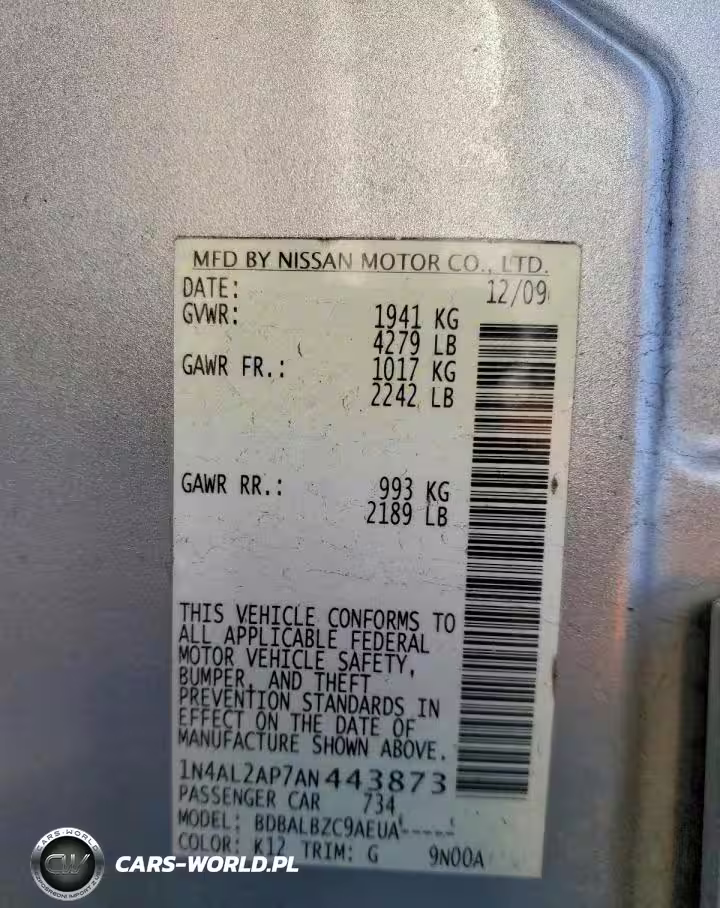 MFD BY NISSAN MOTOR CO., LTD.
DATE: 12/09
GVWR: 1941 KG
4279 LB
GAWR FR.: 1017 KG
2242 LB
GAWR RR.: 993 KG
2189 LB
THIS VEHICLE CONFORMS TO
ALL APPLICABLE FEDERAL
MOTOR VEHICLE SAFETY,
BUMPER, AND THEFT
PREVENTION STANDARDS IN
EFFECT ON THE DATE OF
MANUFACTURE SHOWN ABOVE.
1N4AL2AP7AN443873
PASSENGER CAR 734
MODEL: BDBALBZC9AEUA-----
COLOR: K12 TRIM: G 9N00A
CARS-WORLD
CW
CARS-WORLD.PL